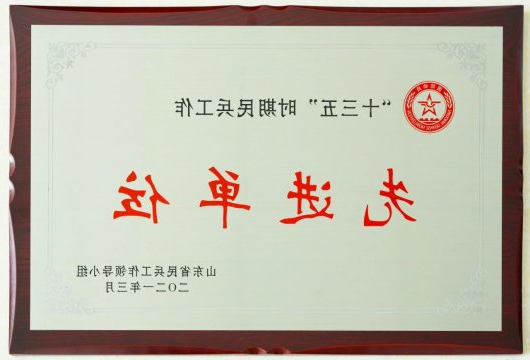 “十三五”时期民兵工作
先进单位
山东省民兵工作领导小组
二〇二一年三月